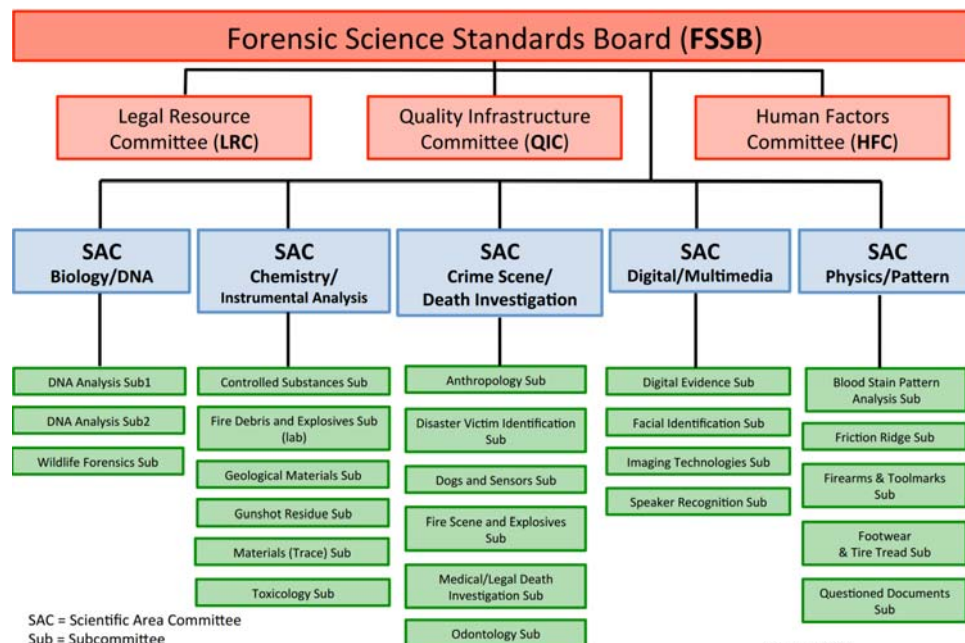 Forensic Science Standards Board (FSSB)
Legal Resource
Committee (LRC)
Quality Infrastructure
Committee (QIC)
Human Factors
Committee (HFC)
SAC
Biology/DNA
SAC
Chemistry/
Instrumental Analysis
SAC
Crime Scene/
Death Investigation
SAC
Digital/Multimedia
SAC
Physics/Pattern
DNA Analysis Sub1
DNA Analysis Sub2
Wildlife Forensics Sub
Controlled Substances Sub
Fire Debris and Explosives Sub
(lab)
Geological Materials Sub
Gunshot Residue Sub
Materials (Trace) Sub
Toxicology Sub
Anthropology Sub
Disaster Victim Identification
Sub
Dogs and Sensors Sub
Fire Scene and Explosives
Sub
Medical/Legal Death
Investigation Sub
Odontology Sub
Digital Evidence Sub
Facial Identification Sub
Imaging Technologies Sub
Speaker Recognition Sub
Blood Stain Pattern
Analysis Sub
Friction Ridge Sub
Firearms & Toolmarks
Sub
Footwear
& Tire Tread Sub
Questioned Documents
Sub
SAC = Scientific Area Committee
Sub = Subcommittee